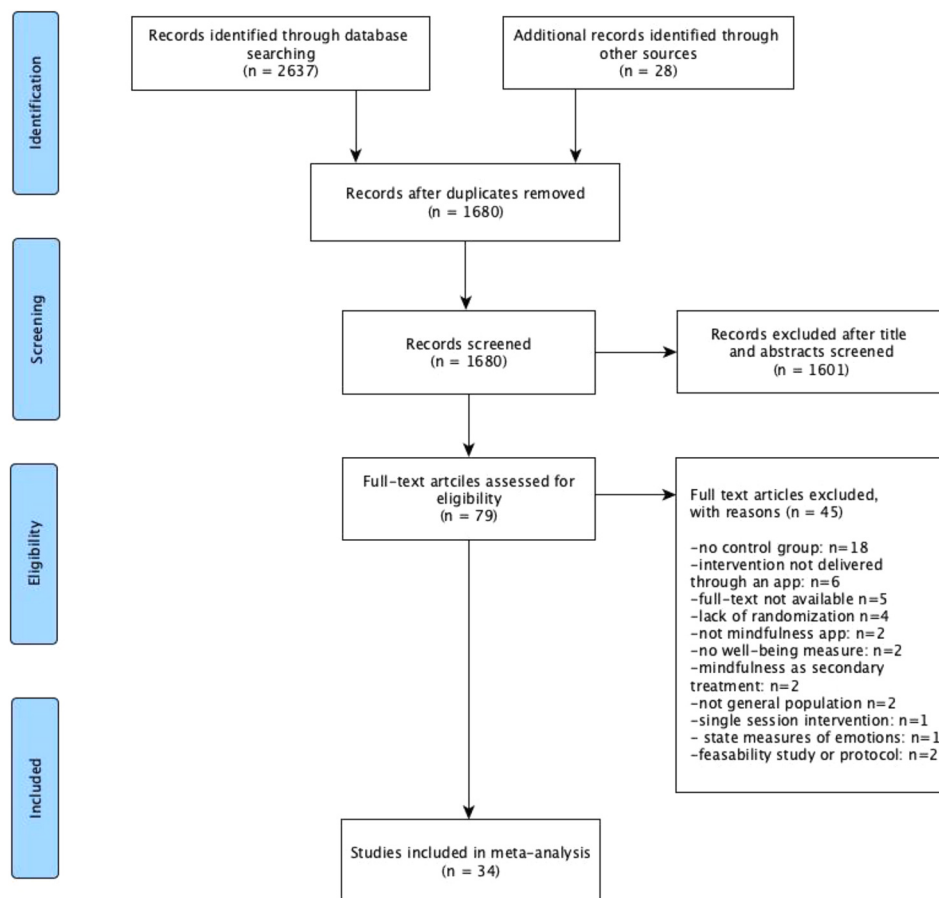 Identification
Records identified through database
searching
(n = 2637)
Additional records identified through
other sources
(n = 28)
Records after duplicates removed
(n = 1680)
Screening
Records screened
(n = 1680)
Records excluded after title
and abstracts screened
(n = 1601)
Eligibility
Full-text artciles assessed for
eligibility
(n = 79)
Full text articles excluded,
with reasons (n = 45)
-no control group: n=18
-intervention not delivered
through an app: n=6
-full-text not available n=5
-lack of randomization n=4
-not mindfulness app: n=2
-no well-being measure: n=2
-mindfulness as secondary
treatment: n=2
-not general population n=2
-single session intervention: n=1
- state measures of emotions: n=1
-feasability study or protocol: n=2
Included
Studies included in meta-analysis
(n = 34)